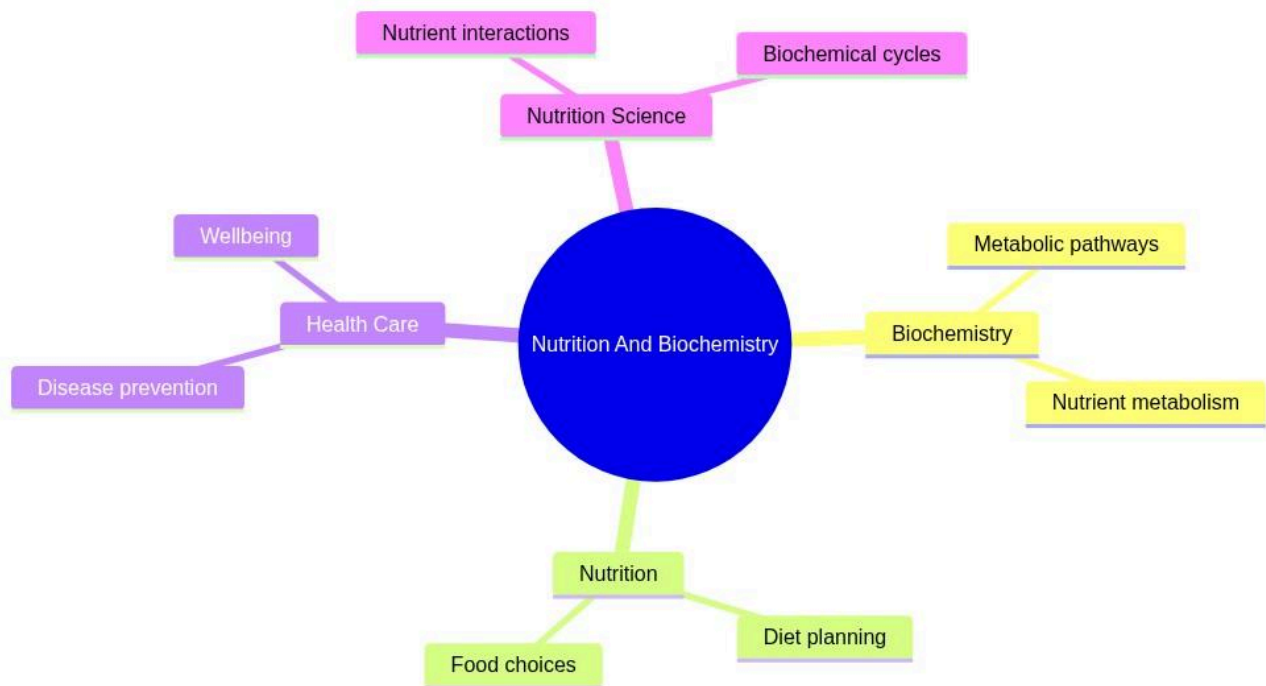 Nutrient interactions
Biochemical cycles
Nutrition Science
Wellbeing
Metabolic pathways
Health Care
Biochemistry
Nutrition And Biochemistry
Disease prevention
Nutrient metabolism
Nutrition
Diet planning
Food choices